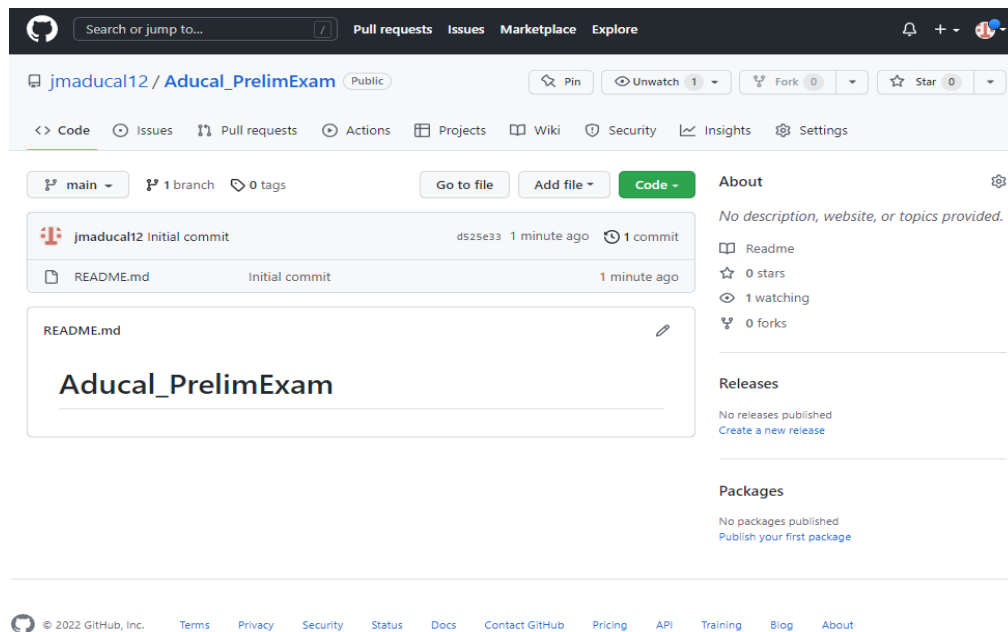 Search or jump to... / Pull requests Issues Marketplace Explore
jmaducal12 / Aducal_PrelimExam Public Pin Unwatch 1 Fork 0 Star 0
<> Code Issues Pull requests Actions Projects Wiki Security Insights Settings
main 1 branch 0 tags Go to file Add file Code
jmaducal12 Initial commit d525e33 1 minute ago 1 commit
README.md Initial commit 1 minute ago
README.md
Aducal_PrelimExam
About
No description, website, or topics provided.
Readme
0 stars
1 watching
0 forks
Releases
No releases published
Create a new release
Packages
No packages published
Publish your first package
© 2022 GitHub, Inc. Terms Privacy Security Status Docs Contact GitHub Pricing API Training Blog About